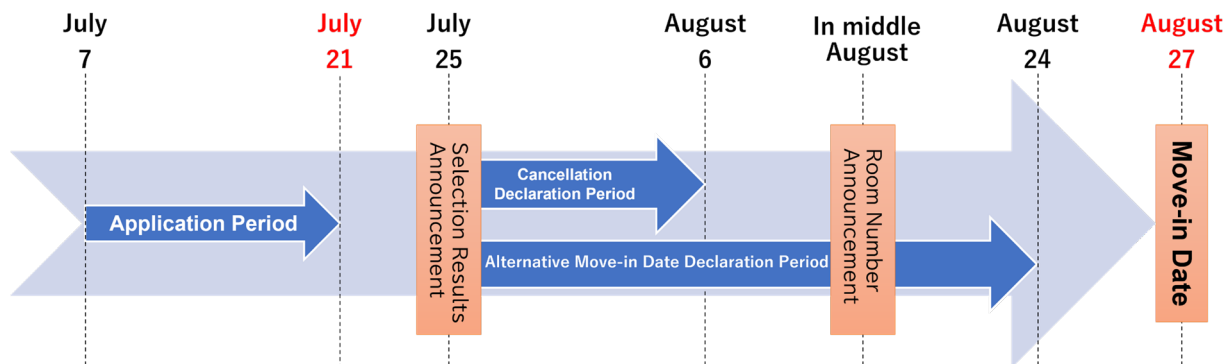 July
7
July
21
July
25
August
6
In middle
August
August
24
August
27
Application Period
Selection Results
Announcement
Cancellation
Declaration Period
Alternative Move-in Date Declaration Period
Room Number
Announcement
Move-in Date